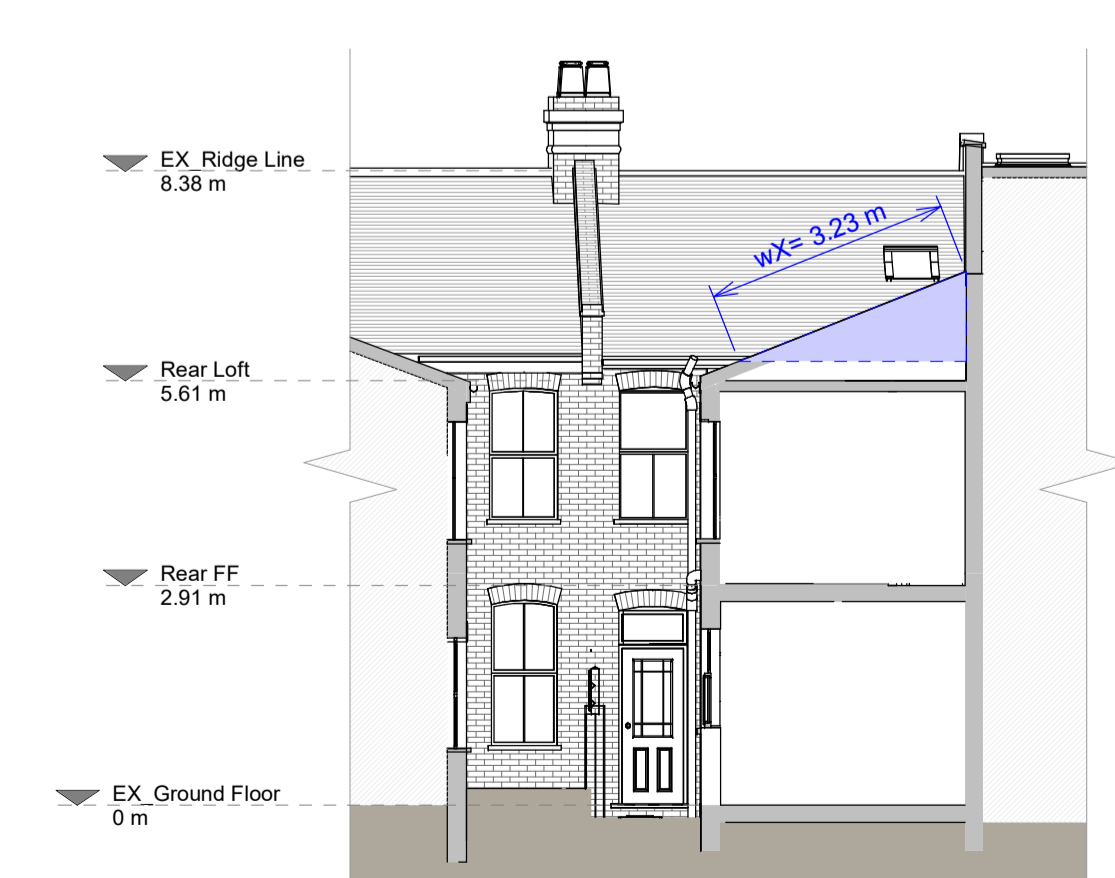 EX_Ridge Line
8.38 m
wX= 3.23 m
Rear Loft
5.61 m
Rear FF
2.91 m
EX_Ground Floor
0 m